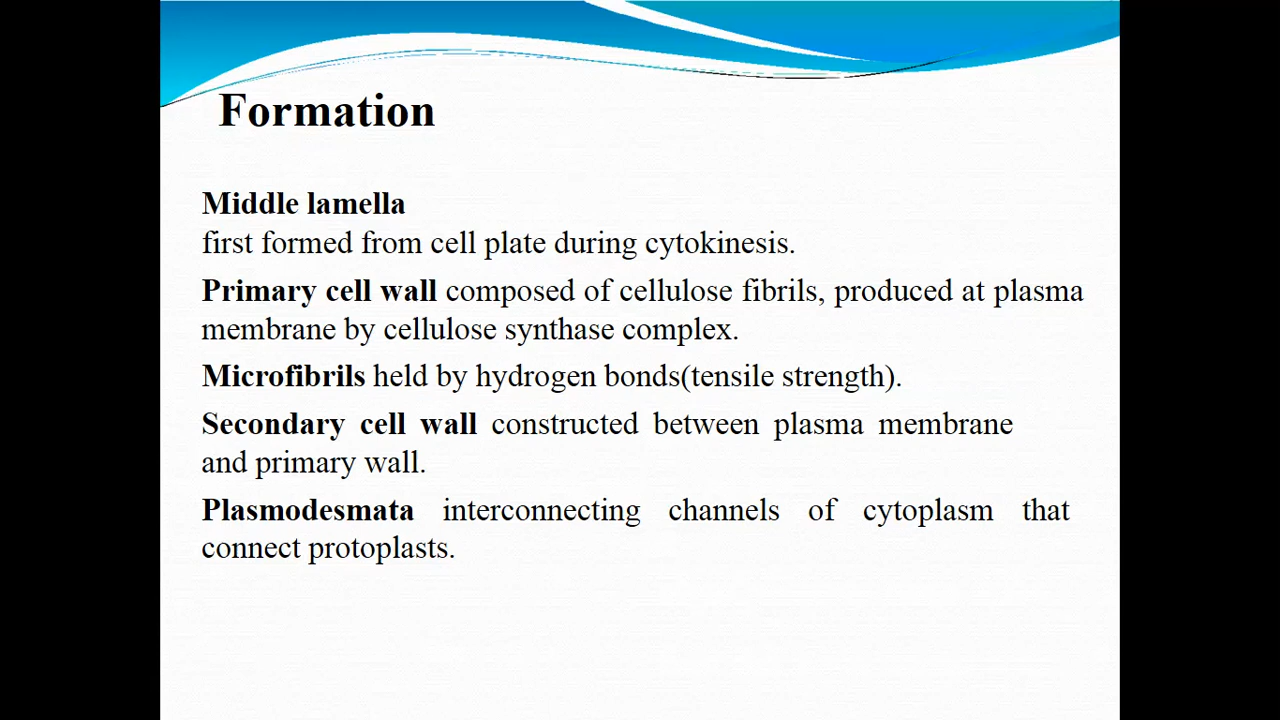 Formation
Middle lamella
first formed from cell plate during cytokinesis.
Primary cell wall composed of cellulose fibrils, produced at plasma
membrane by cellulose synthase complex.
Microfibrils held by hydrogen bonds(tensile strength).
Secondary cell wall constructed between plasma membrane
and primary wall.
Plasmodesmata interconnecting channels of cytoplasm that
connect protoplasts.